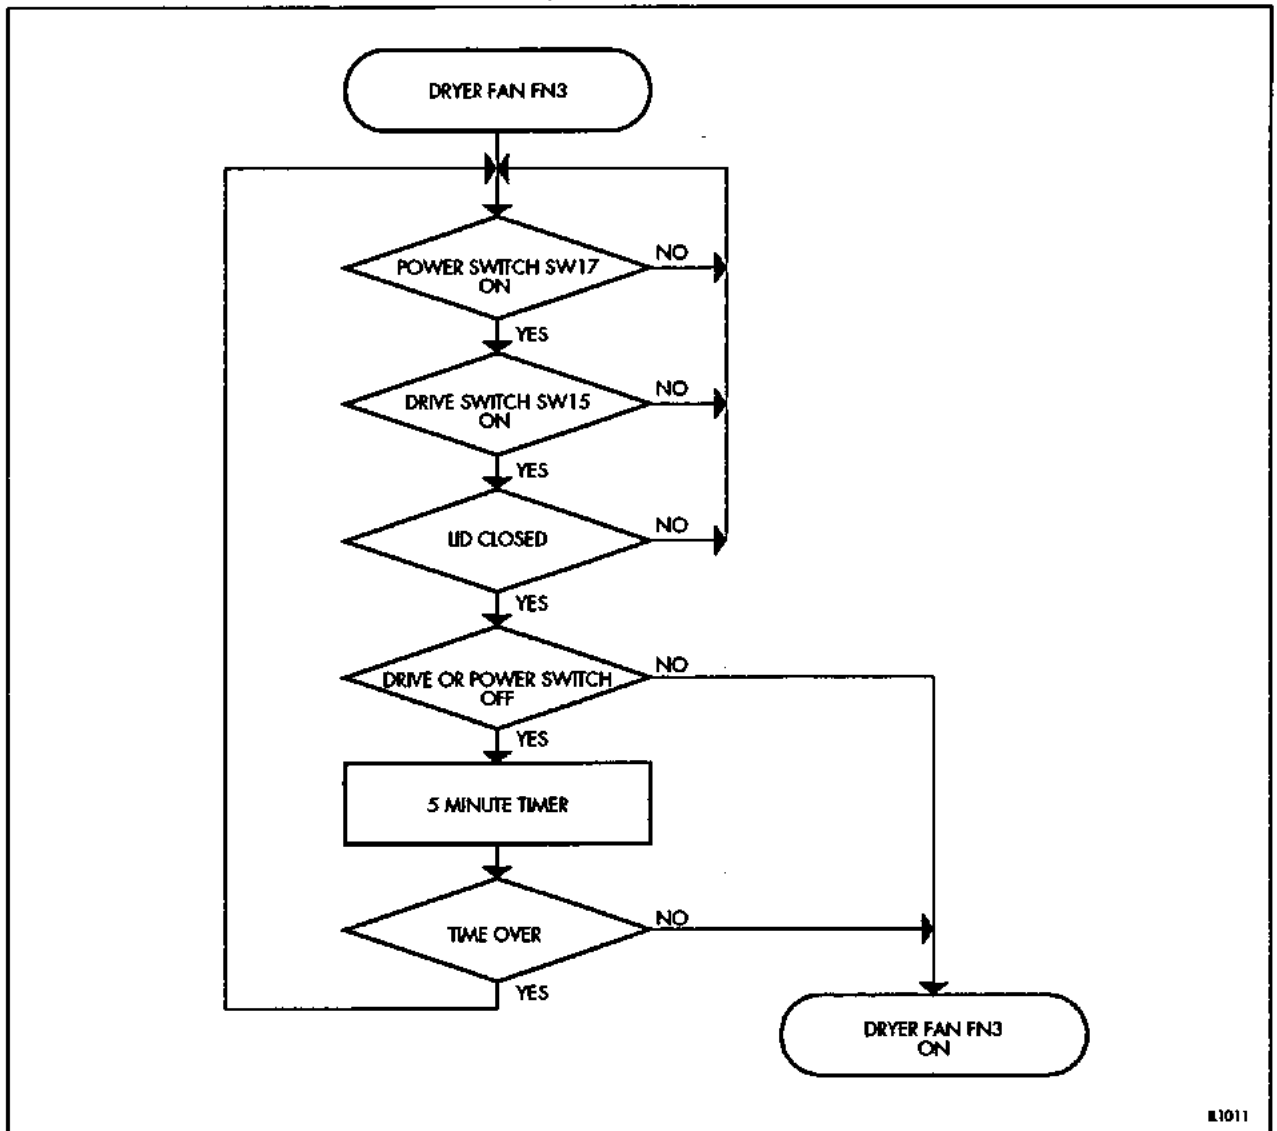 DRYER FAN FN3
POWER SWITCH SW17
ON
NO
YES
DRIVE SWITCH SW15
ON
NO
YES
LID CLOSED
NO
YES
DRIVE OR POWER SWITCH
OFF
NO
YES
5 MINUTE TIMER
TIME OVER
NO
YES
DRYER FAN FN3
ON
IL1011